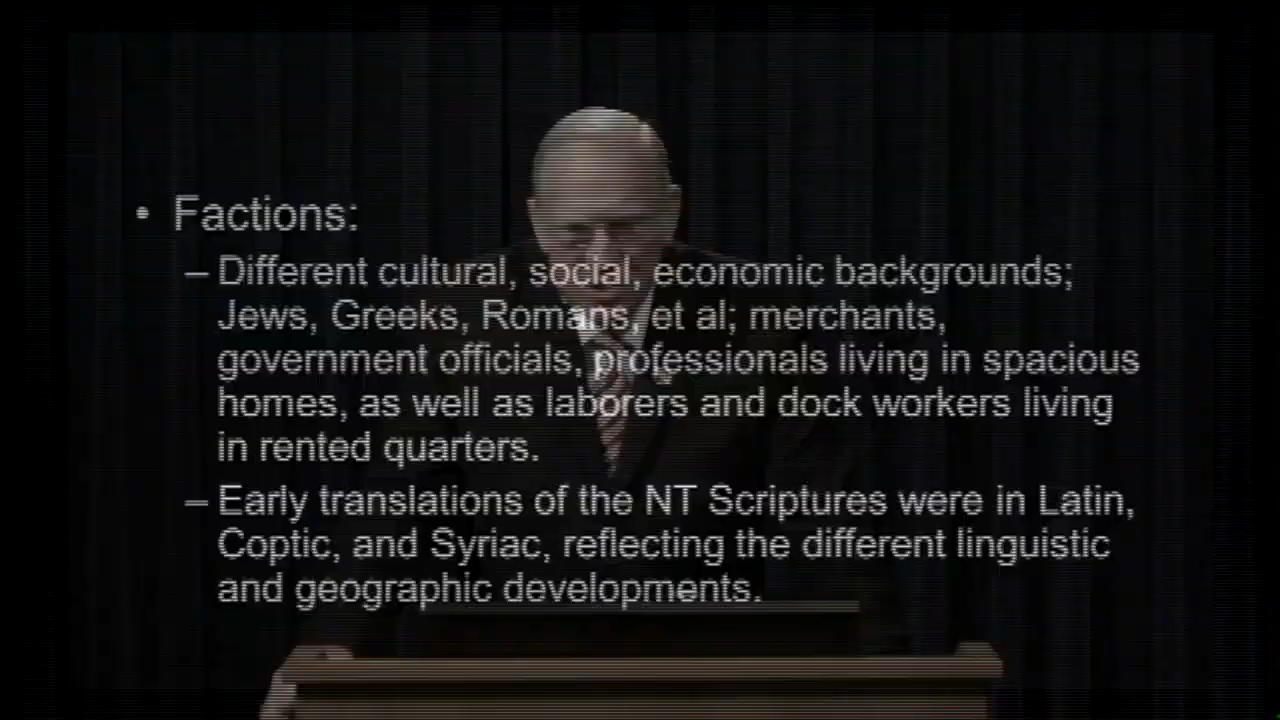 • Factions:
– Different cultural, social, economic backgrounds;
Jews, Greeks, Romans, et al; merchants,
government officials, professionals living in spacious
homes, as well as laborers and dock workers living
in rented quarters.
– Early translations of the NT Scriptures were in Latin,
Coptic, and Syriac, reflecting the different linguistic
and geographic developments.